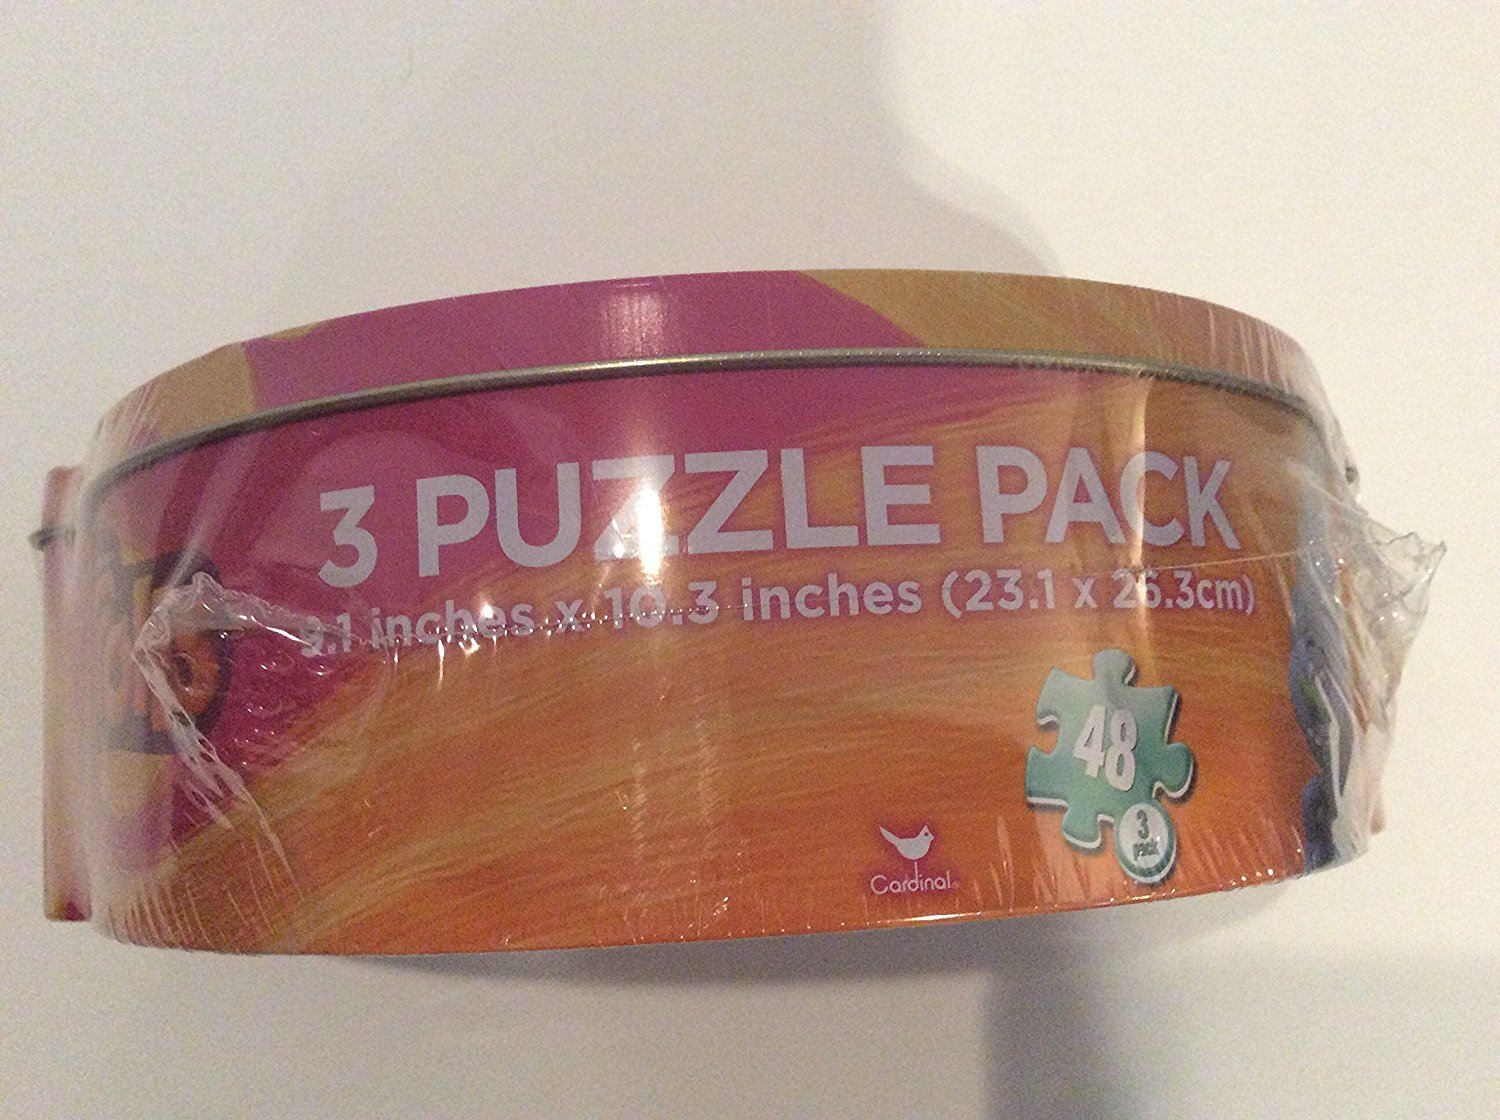 3 PUZZLE PACK
9.1 inches x 10.3 inches (23.1 x 26.3cm)
48
3
pack
Cardinal